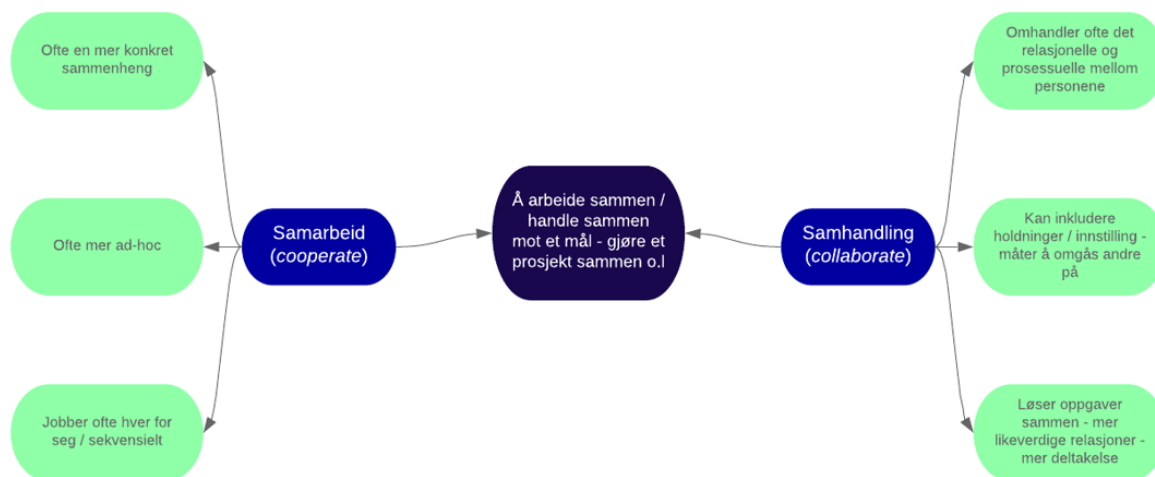 Ofte en mer konkret
sammenheng
Ofte mer ad-hoc
Jobber ofte hver for
seg / sekvensielt
Samarbeid
(cooperate)
Å arbeide sammen /
handle sammen
mot et mål - gjøre et
prosjekt sammen o.l
Samhandling
(collaborate)
Omhandler ofte det
relasjonelle og
prosessuelle mellom
personene
Kan inkludere
holdninger / innstilling -
måter å omgås andre
på
Løser oppgaver
sammen - mer
likeverdige relasjoner -
mer deltakelse